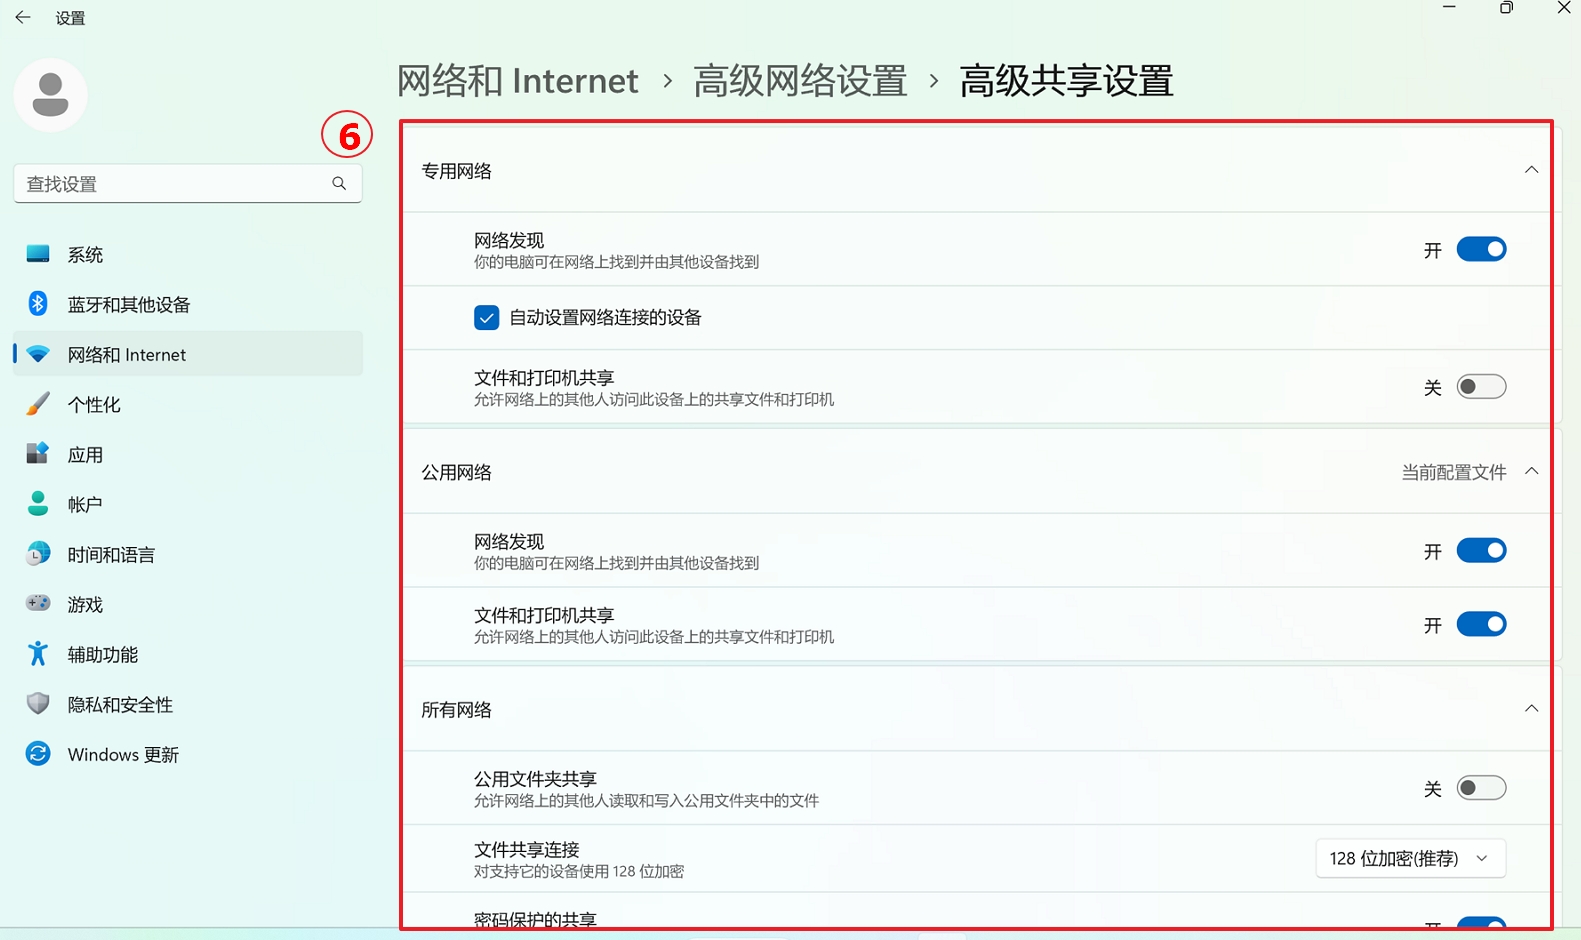 设置
网络和 Internet › 高级网络设置 › 高级共享设置
⑥
查找设置
系统
蓝牙和其他设备
网络和 Internet
个性化
应用
帐户
时间和语言
游戏
辅助功能
隐私和安全性
Windows 更新
专用网络
网络发现
你的电脑可在网络上找到并由其他设备找到
开
自动设置网络连接的设备
文件和打印机共享
允许网络上的其他人访问此设备上的共享文件和打印机
关
公用网络
当前配置文件
网络发现
你的电脑可在网络上找到并由其他设备找到
开
文件和打印机共享
允许网络上的其他人访问此设备上的共享文件和打印机
开
所有网络
公用文件夹共享
允许网络上的其他人读取和写入公用文件夹中的文件
关
文件共享连接
对支持它的设备使用 128 位加密
128 位加密(推荐)
密码保护的共享
开